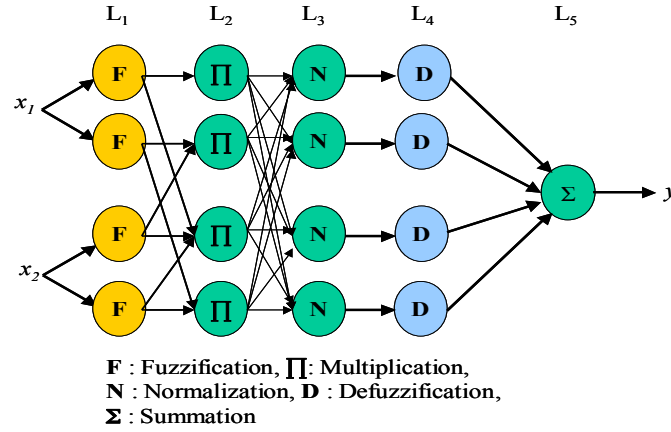 L1 L2 L3 L4 L5
F ∏ N D
x1
F ∏ N D
Σ y
F ∏ N D
x2
F ∏ N D
F : Fuzzification, ∏: Multiplication,
N : Normalization, D : Defuzzification,
Σ : Summation